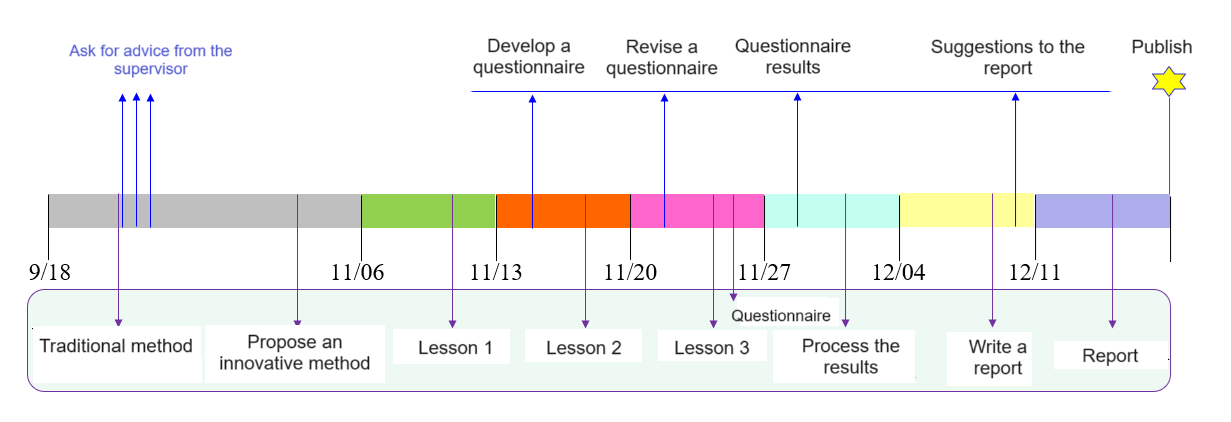 Ask for advice from the
supervisor
Develop a
questionnaire
Revise a
questionnaire
Questionnaire
results
Suggestions to the
report
Publish
9/18
11/06
11/13
11/20
11/27
12/04
12/11
Traditional method
Propose an
innovative method
Lesson 1
Lesson 2
Lesson 3
Questionnaire
Process the
results
Write a
report
Report